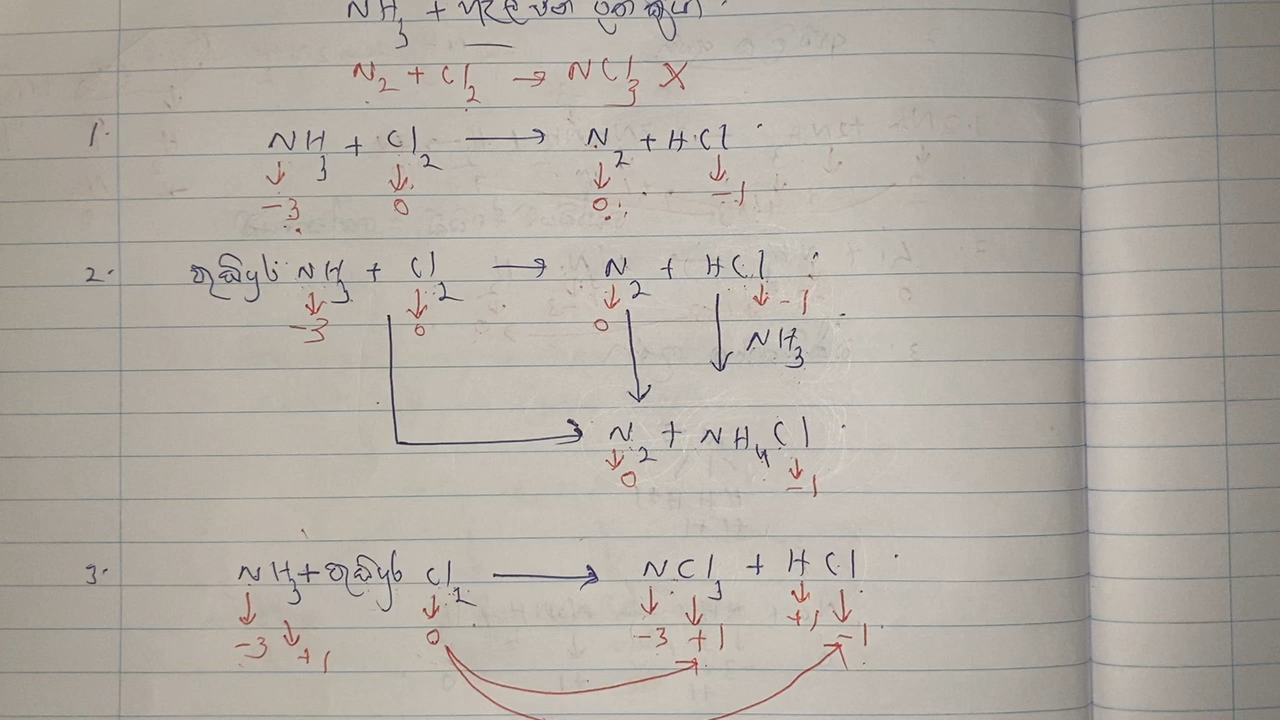 NH₃ + හැලජන ප්‍රතික්‍රියා
N₂ + Cl₂ → NCl₃ X
1. NH₃ + Cl₂ → N₂ + HCl
↓ ↓ ↓ ↓
-3 0 0 -1
2. වැඩිපුර NH₃ + Cl₂ → N₂ + HCl
↓ ↓ ↓ ↓ -1
-3 0 0
↓ ↓ NH₃
→ N₂ + NH₄Cl
↓ ↓
0 -1
3. NH₃ + වැඩිපුර Cl₂ → NCl₃ + HCl
↓ ↓ ↓ ↓ ↓ ↓ ↓
-3 +1 0 -3 +1 +1 -1